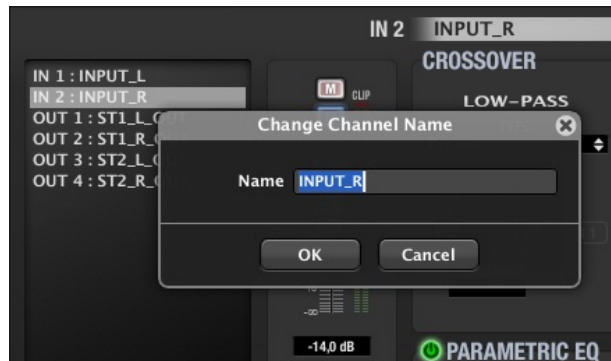 IN 2 INPUT_R
CROSSOVER
IN 1 : INPUT_L
IN 2 : INPUT_R
OUT 1 : ST1_L_
OUT 2 : ST1_R_
OUT 3 : ST2_L_
OUT 4 : ST2_R_
M CLIP
LOW-PASS
Change Channel Name
Name INPUT_R
OK Cancel
-∞
-14,0 dB
PARAMETRIC EQ